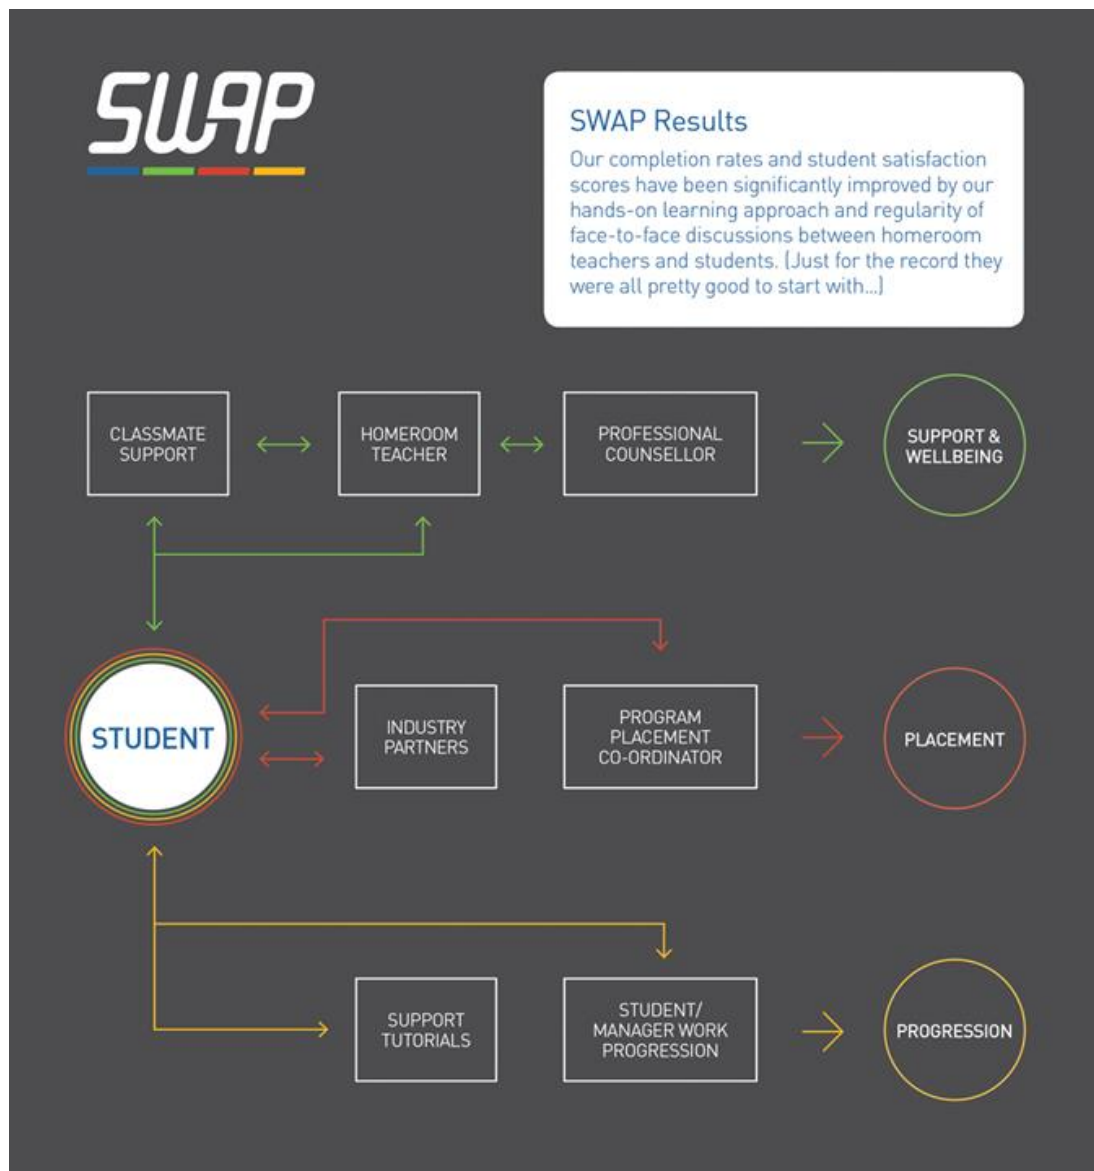 SWAP
SWAP Results
Our completion rates and student satisfaction
scores have been significantly improved by our
hands-on learning approach and regularity of
face-to-face discussions between homeroom
teachers and students. (Just for the record they
were all pretty good to start with...)
CLASSMATE
SUPPORT
HOMEROOM
TEACHER
PROFESSIONAL
COUNSELLOR
SUPPORT &
WELLBEING
STUDENT
INDUSTRY
PARTNERS
PROGRAM
PLACEMENT
CO-ORDINATOR
PLACEMENT
SUPPORT
TUTORIALS
STUDENT/
MANAGER WORK
PROGRESSION
PROGRESSION